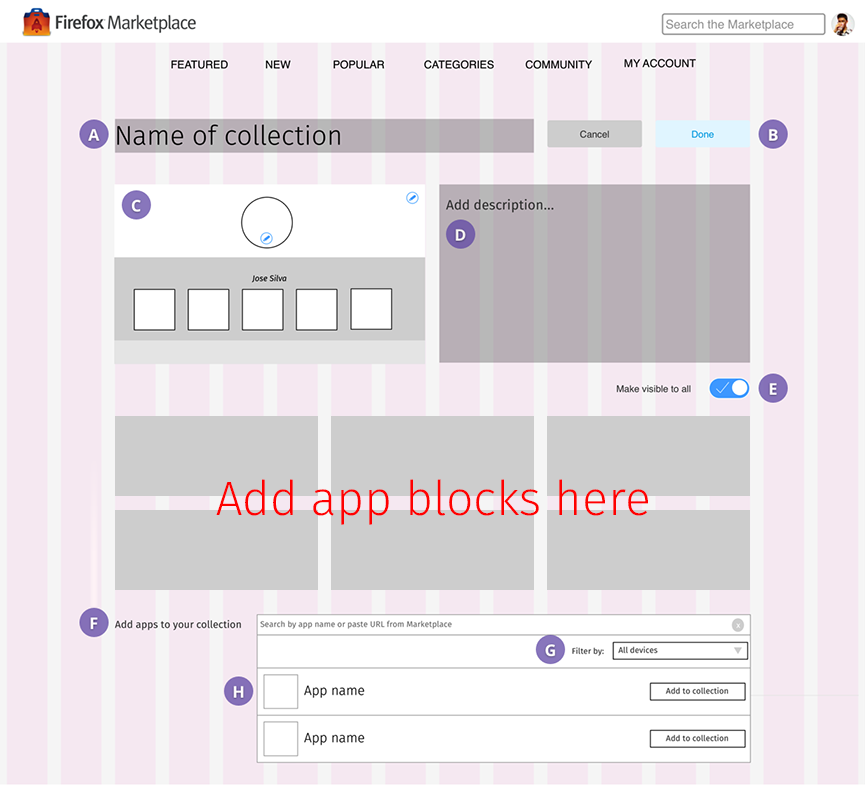 Firefox Marketplace
Search the Marketplace
FEATURED NEW POPULAR CATEGORIES COMMUNITY MY ACCOUNT
A Name of collection Cancel Done B
C
Add description...
D
Jose Silva
Make visible to all E
Add app blocks here
F Add apps to your collection Search by app name or paste URL from Marketplace x
G Filter by: All devices
H App name Add to collection
App name Add to collection